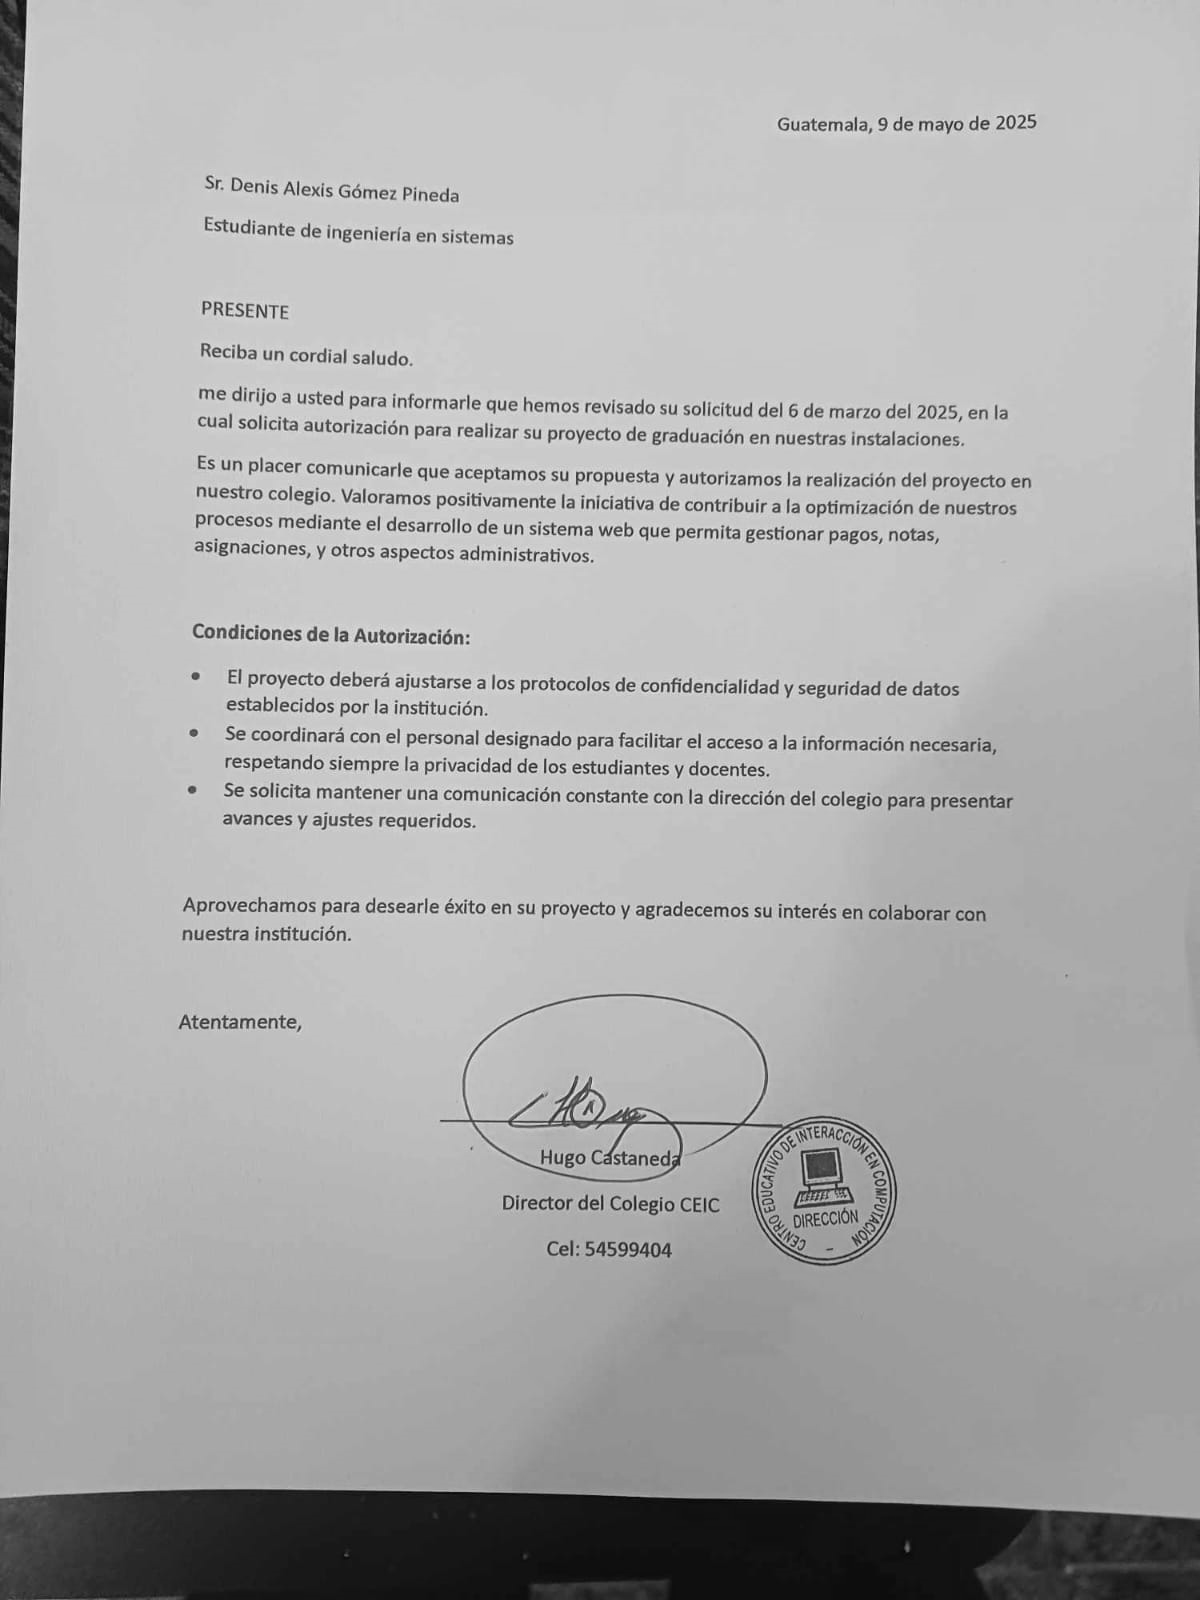 Guatemala, 9 de mayo de 2025
Sr. Denis Alexis Gómez Pineda
Estudiante de ingeniería en sistemas
PRESENTE
Reciba un cordial saludo.
me dirijo a usted para informarle que hemos revisado su solicitud del 6 de marzo del 2025, en la
cual solicita autorización para realizar su proyecto de graduación en nuestras instalaciones.
Es un placer comunicarle que aceptamos su propuesta y autorizamos la realización del proyecto en
nuestro colegio. Valoramos positivamente la iniciativa de contribuir a la optimización de nuestros
procesos mediante el desarrollo de un sistema web que permita gestionar pagos, notas,
asignaciones, y otros aspectos administrativos.
Condiciones de la Autorización:
• El proyecto deberá ajustarse a los protocolos de confidencialidad y seguridad de datos
establecidos por la institución.
• Se coordinará con el personal designado para facilitar el acceso a la información necesaria,
respetando siempre la privacidad de los estudiantes y docentes.
• Se solicita mantener una comunicación constante con la dirección del colegio para presentar
avances y ajustes requeridos.
Aprovechamos para desearle éxito en su proyecto y agradecemos su interés en colaborar con
nuestra institución.
Atentamente,
Hugo Castaneda
Director del Colegio CEIC
Cel: 54599404
CENTRO EDUCATIVO DE INTERACCIÓN EN COMPUTACIÓN
DIRECCIÓN